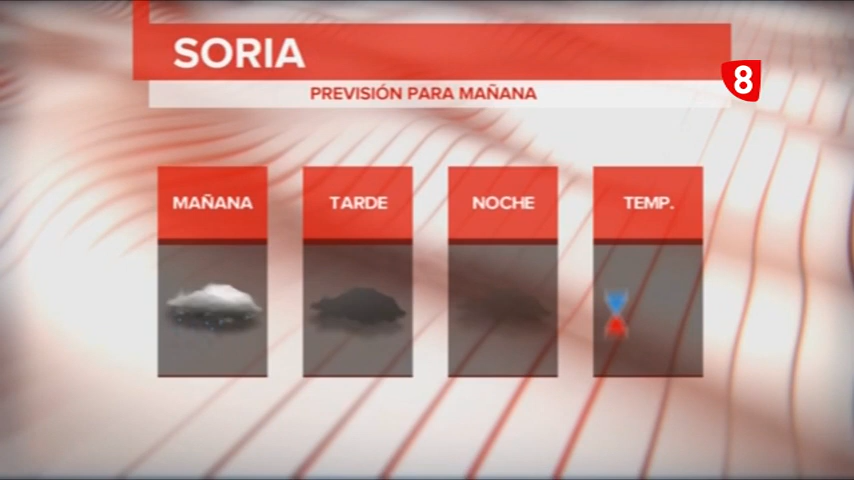 SORIA
8
PREVISIÓN PARA MAÑANA
MAÑANA
TARDE
NOCHE
TEMP.